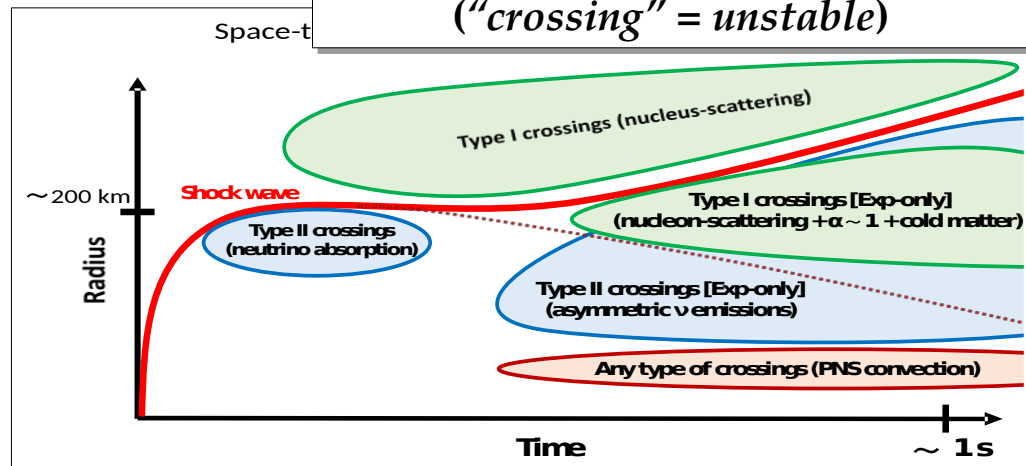 ("crossing" = unstable)
Space-t
Type I crossings (nucleus-scattering)
~200 km
Shock wave
Type I crossings [Exp-only]
(nucleon-scattering + α ~ 1 + cold matter)
Type II crossings
(neutrino absorption)
Radius
Type II crossings [Exp-only]
(asymmetric ν emissions)
Any type of crossings (PNS convection)
Time
~ 1s